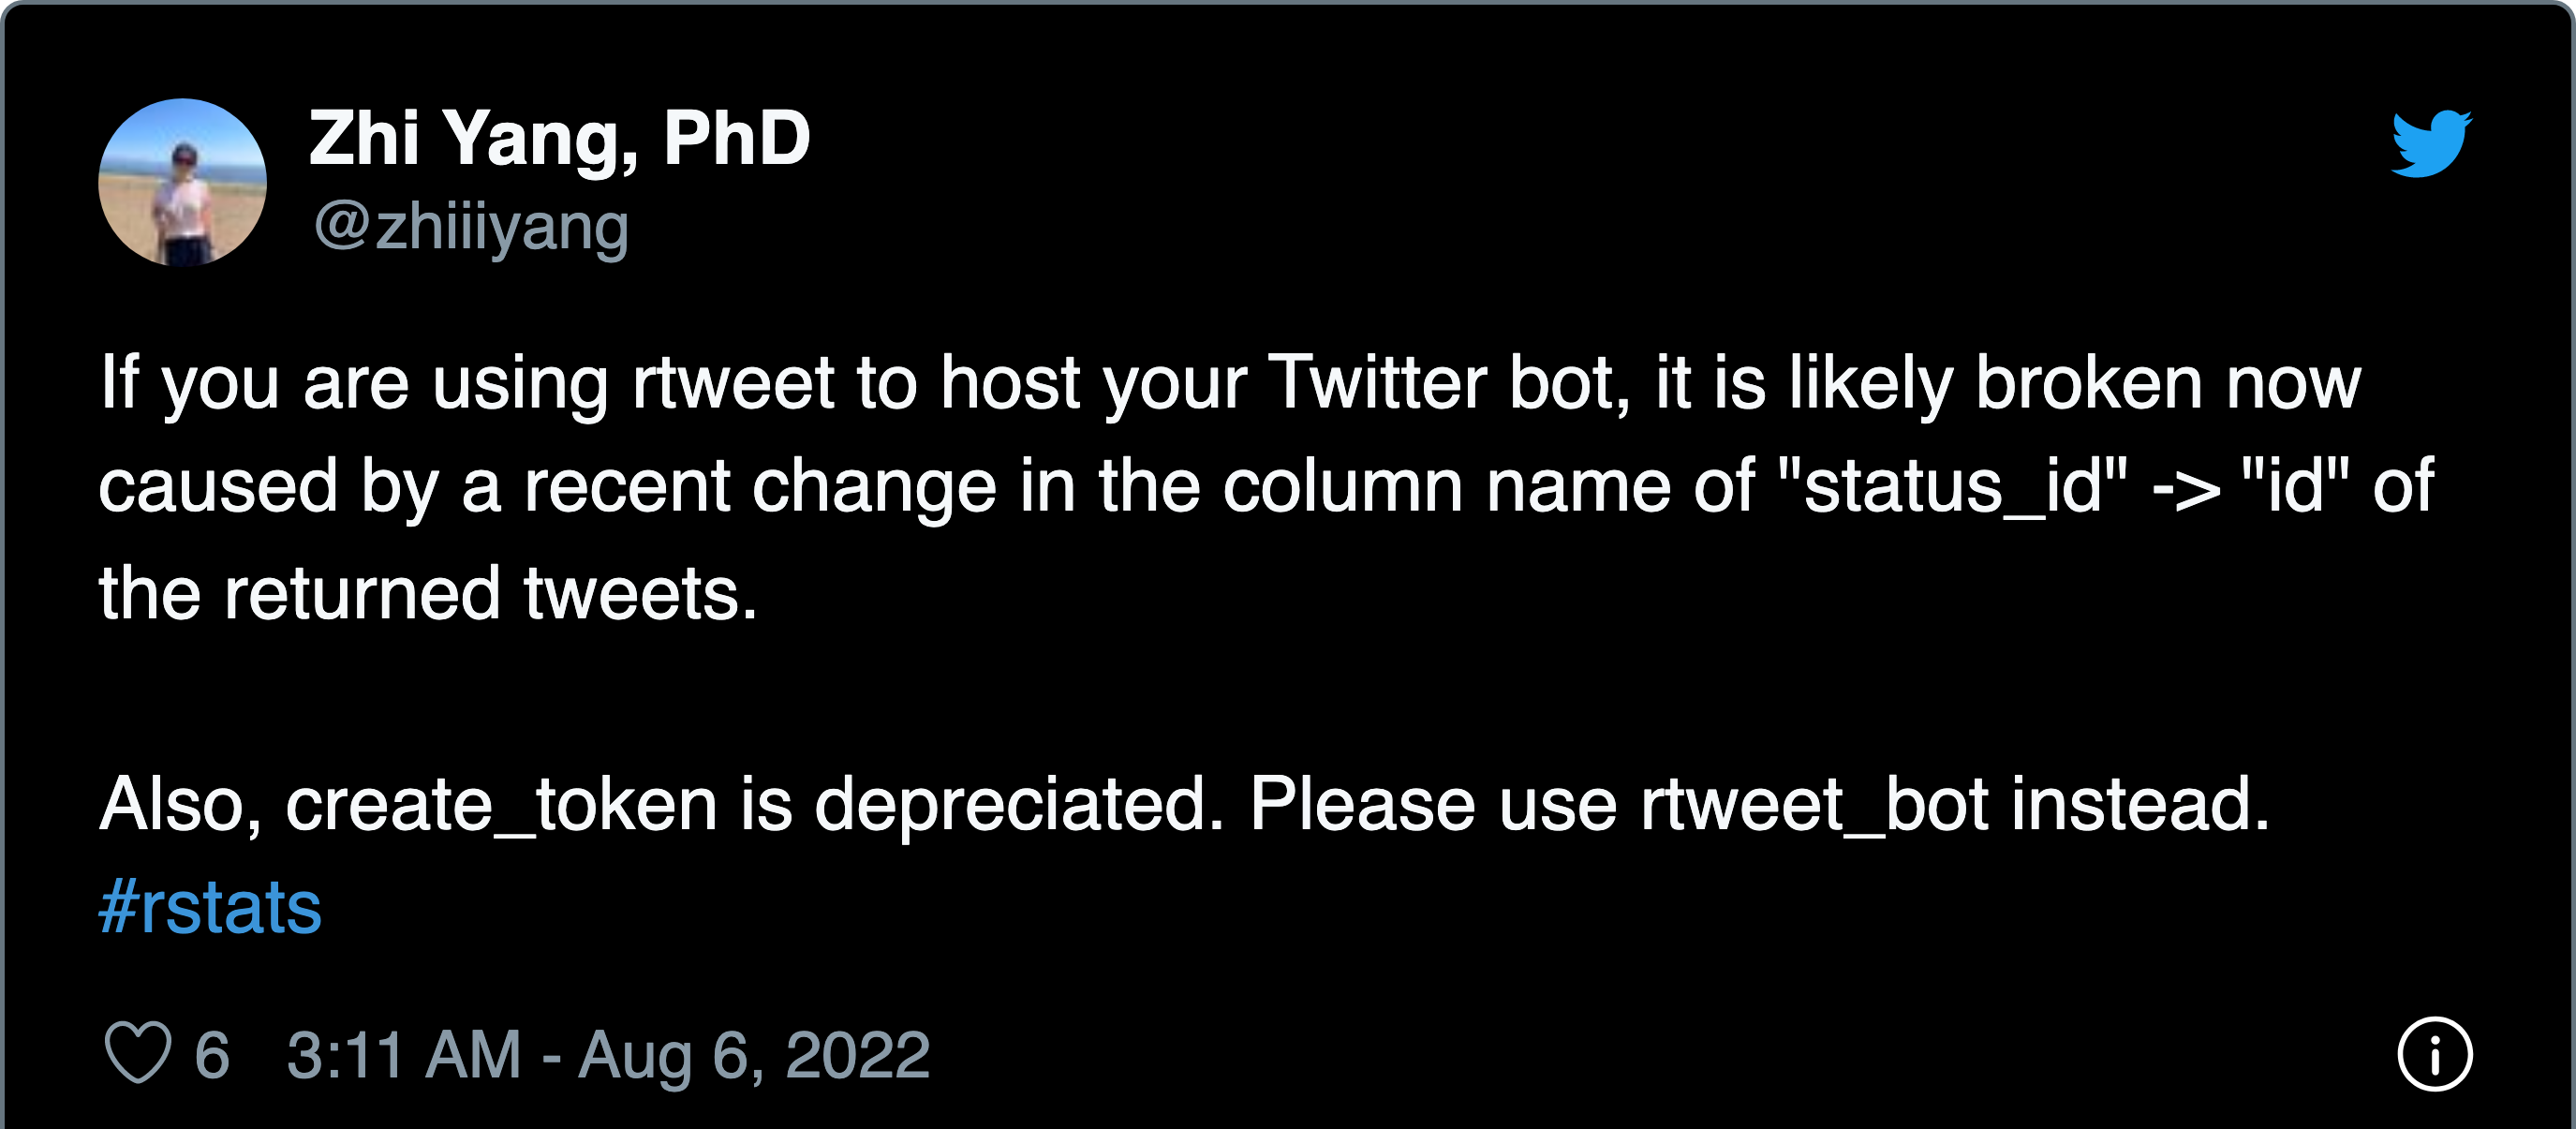 Zhi Yang, PhD
@zhiiiyang
If you are using rtweet to host your Twitter bot, it is likely broken now
caused by a recent change in the column name of "status_id" -> "id" of
the returned tweets.
Also, create_token is depreciated. Please use rtweet_bot instead.
#rstats
6 3:11 AM - Aug 6, 2022